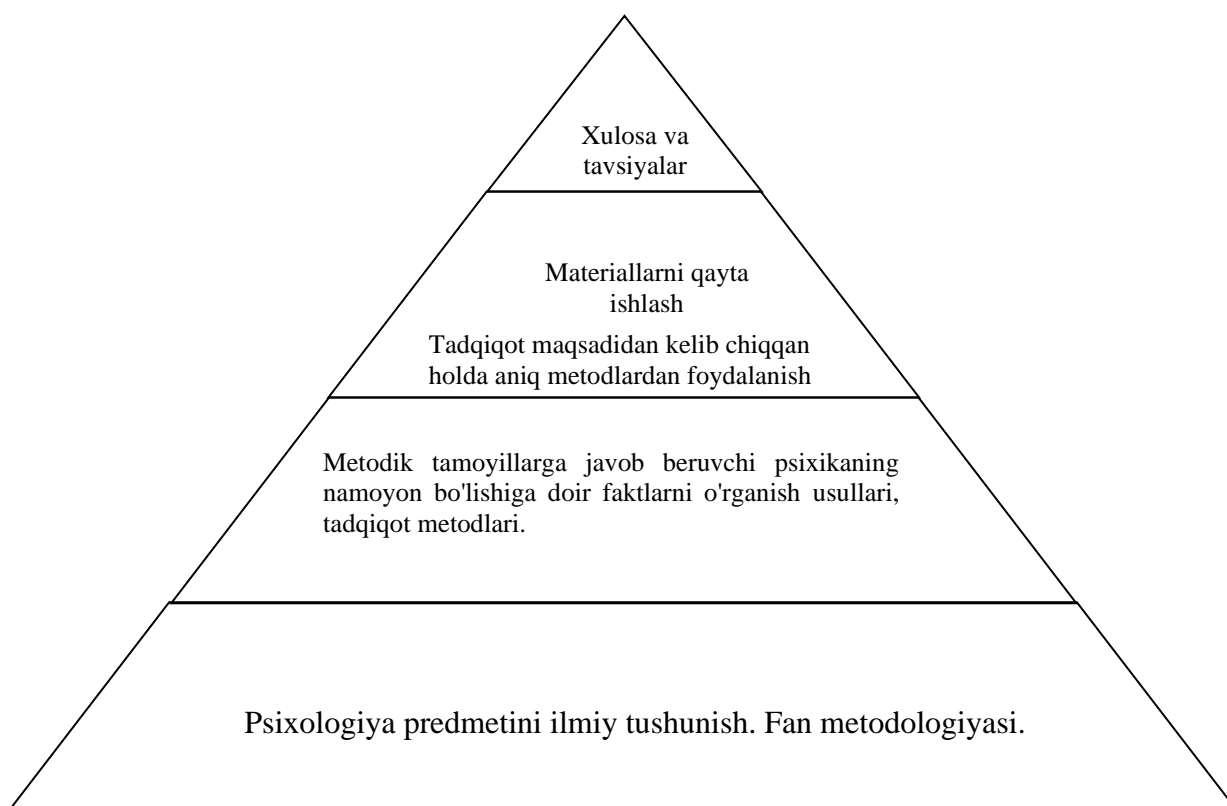 Xulosa va
tavsiyalar
Materiallarni qayta
ishlash
Tadqiqot maqsadidan kelib chiqqan
holda aniq metodlardan foydalanish
Metodik tamoyillarga javob beruvchi psixikaning
namoyon bo'lishiga doir faktlarni o'rganish usullari,
tadqiqot metodlari.
Psixologiya predmetini ilmiy tushunish. Fan metodologiyasi.